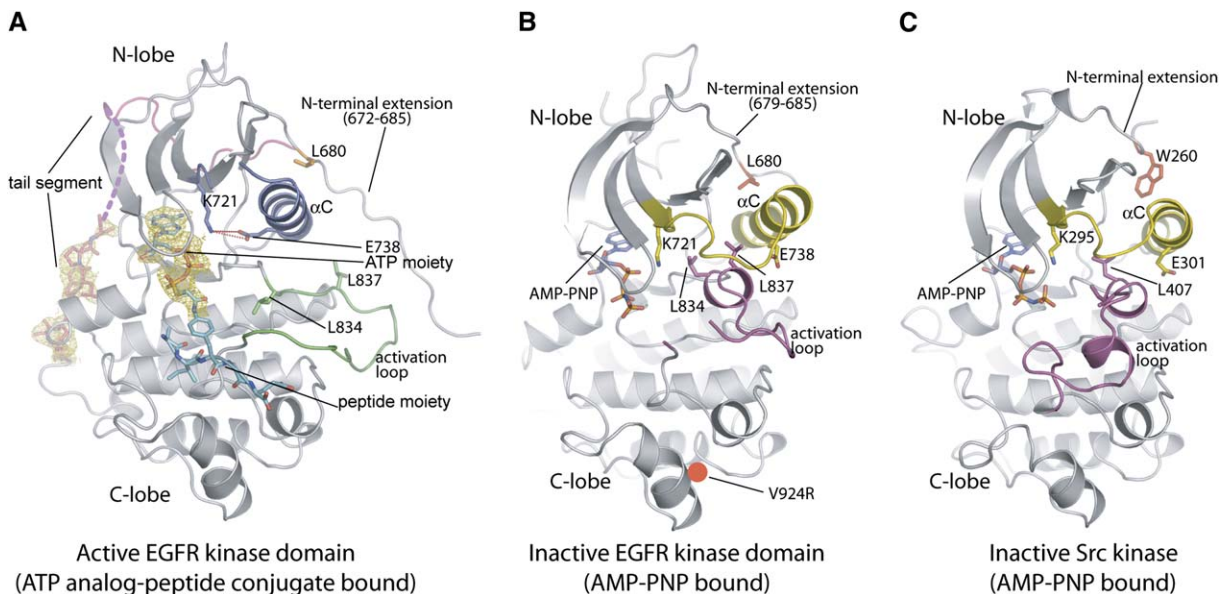 A
N-lobe
N-terminal extension
(672-685)
L680
tail segment
K721
αC
E738
ATP moiety
L837
L834
activation
loop
peptide moiety
C-lobe
Active EGFR kinase domain
(ATP analog-peptide conjugate bound)
B
N-terminal extension
(679-685)
N-lobe
L680
αC
K721
E738
AMP-PNP
L834
L837
activation
loop
C-lobe
V924R
Inactive EGFR kinase domain
(AMP-PNP bound)
C
N-terminal extension
N-lobe
W260
αC
K295
E301
AMP-PNP
L407
activation
loop
C-lobe
Inactive Src kinase
(AMP-PNP bound)